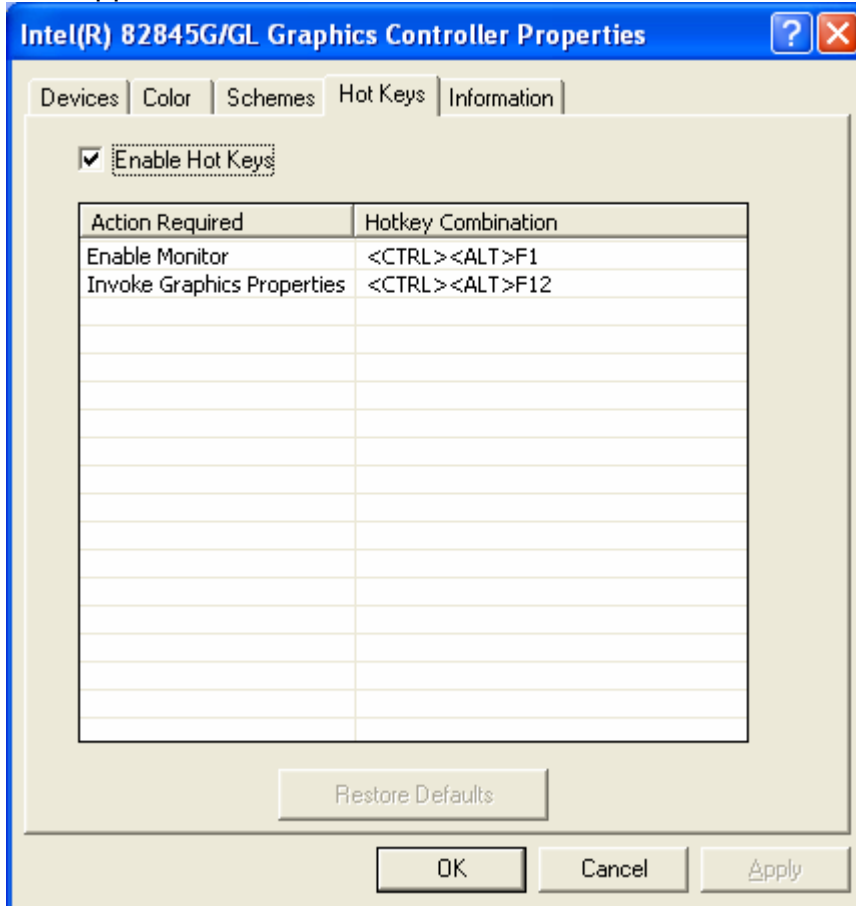 Intel(R) 82845G/GL Graphics Controller Properties
Devices Color Schemes Hot Keys Information
Enable Hot Keys
Action Required Hotkey Combination
Enable Monitor <CTRL><ALT>F1
Invoke Graphics Properties <CTRL><ALT>F12
Restore Defaults
OK Cancel Apply